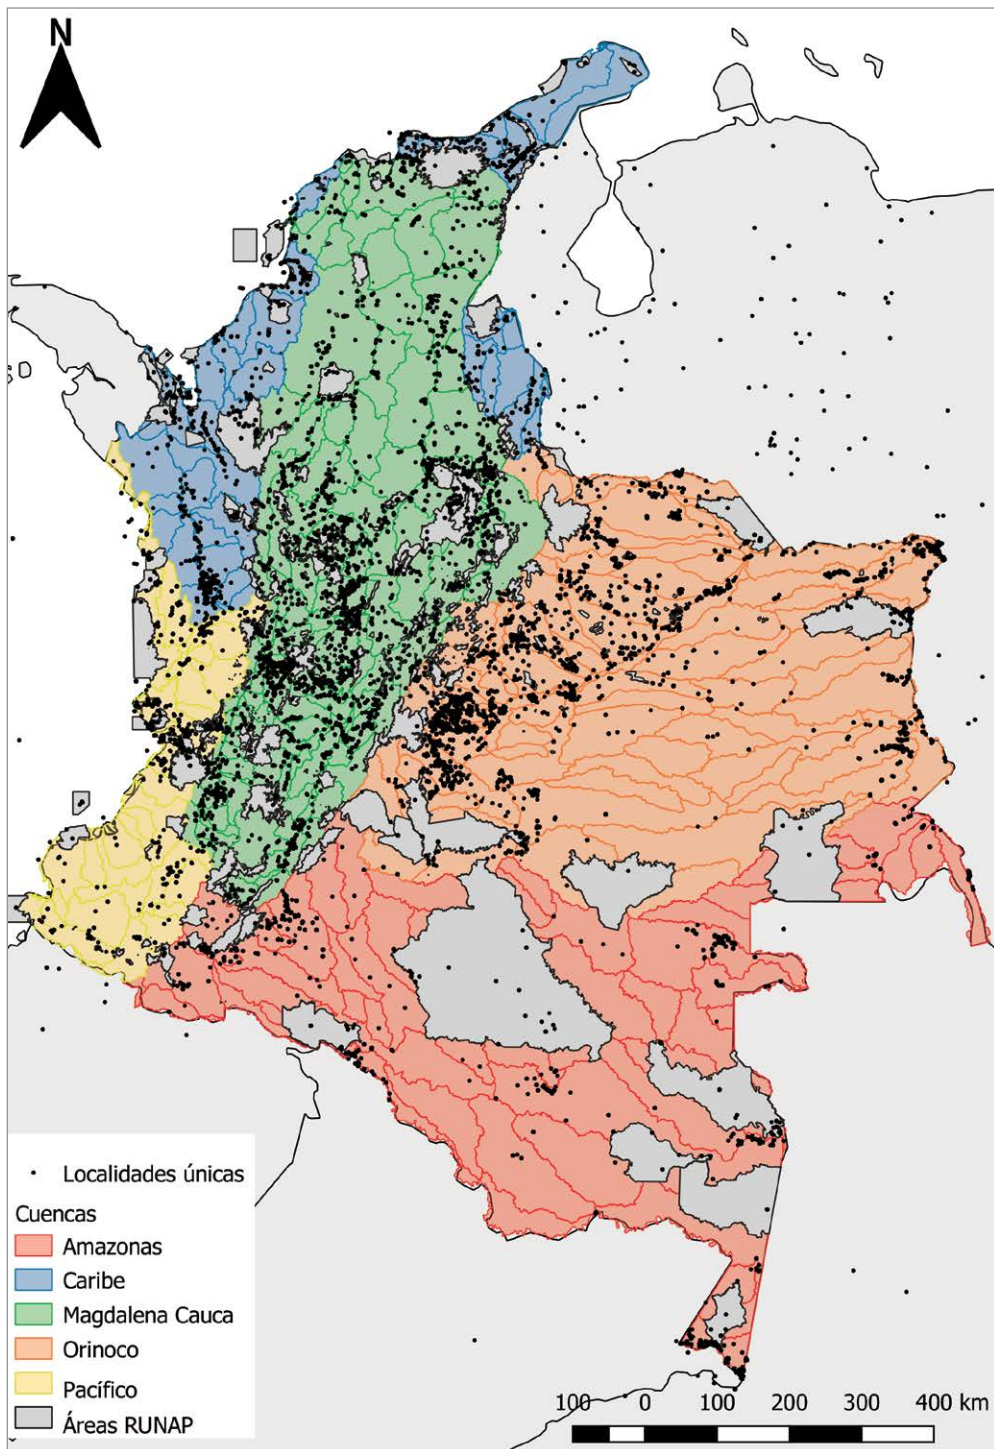 N
Localidades únicas
Cuencas
Amazonas
Caribe
Magdalena Cauca
Orinoco
Pacífico
Áreas RUNAP
100 0 100 200 300 400 km